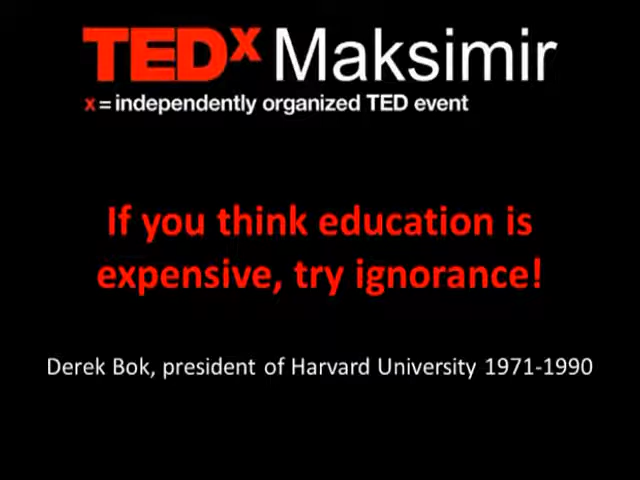 TEDx Maksimir
x = independently organized TED event
If you think education is
expensive, try ignorance!
Derek Bok, president of Harvard University 1971-1990